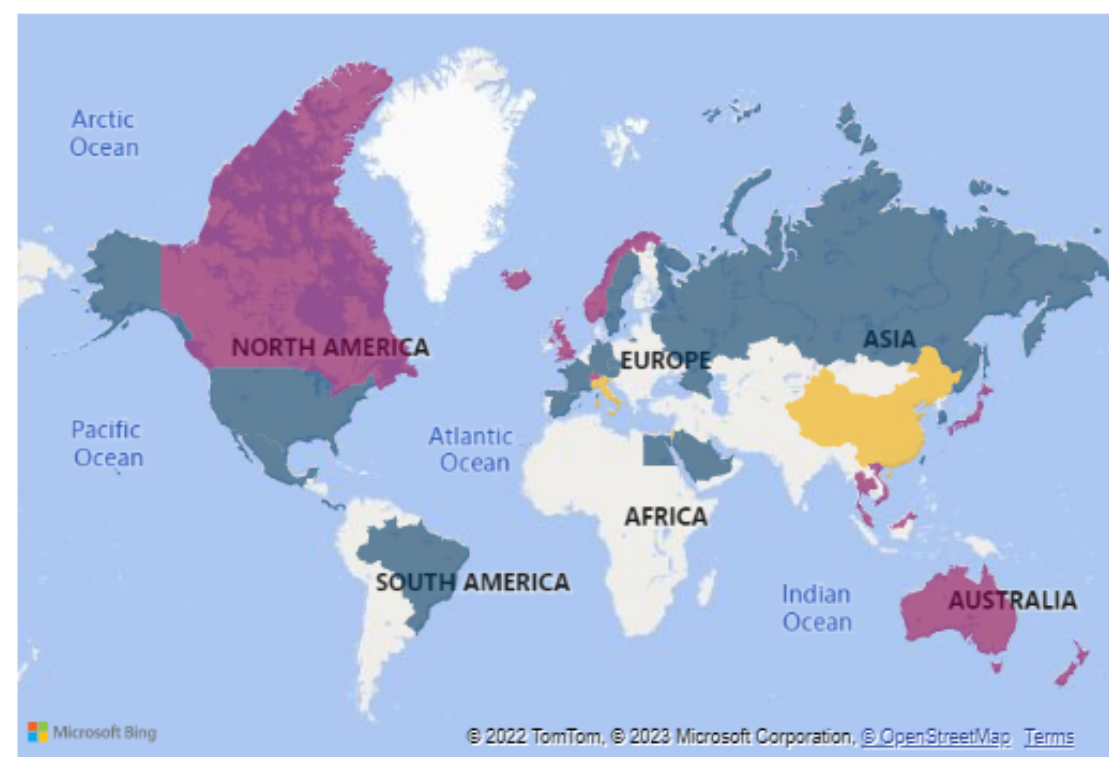 Arctic
Ocean
NORTH AMERICA
ASIA
EUROPE
Pacific
Ocean
Atlantic
Ocean
AFRICA
SOUTH AMERICA
Indian
Ocean
AUSTRALIA
Microsoft Bing
© 2022 TomTom, © 2023 Microsoft Corporation, © OpenStreetMap Terms